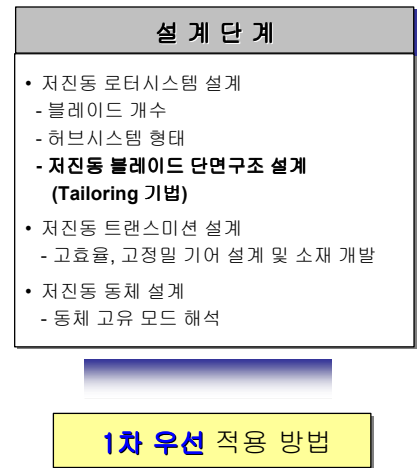 설 계 단 계
• 저진동 로터시스템 설계
- 블레이드 개수
- 허브시스템 형태
- 저진동 블레이드 단면구조 설계
(Tailoring 기법)
• 저진동 트랜스미션 설계
- 고효율, 고정밀 기어 설계 및 소재 개발
• 저진동 동체 설계
- 동체 고유 모드 해석
1차 우선 적용 방법